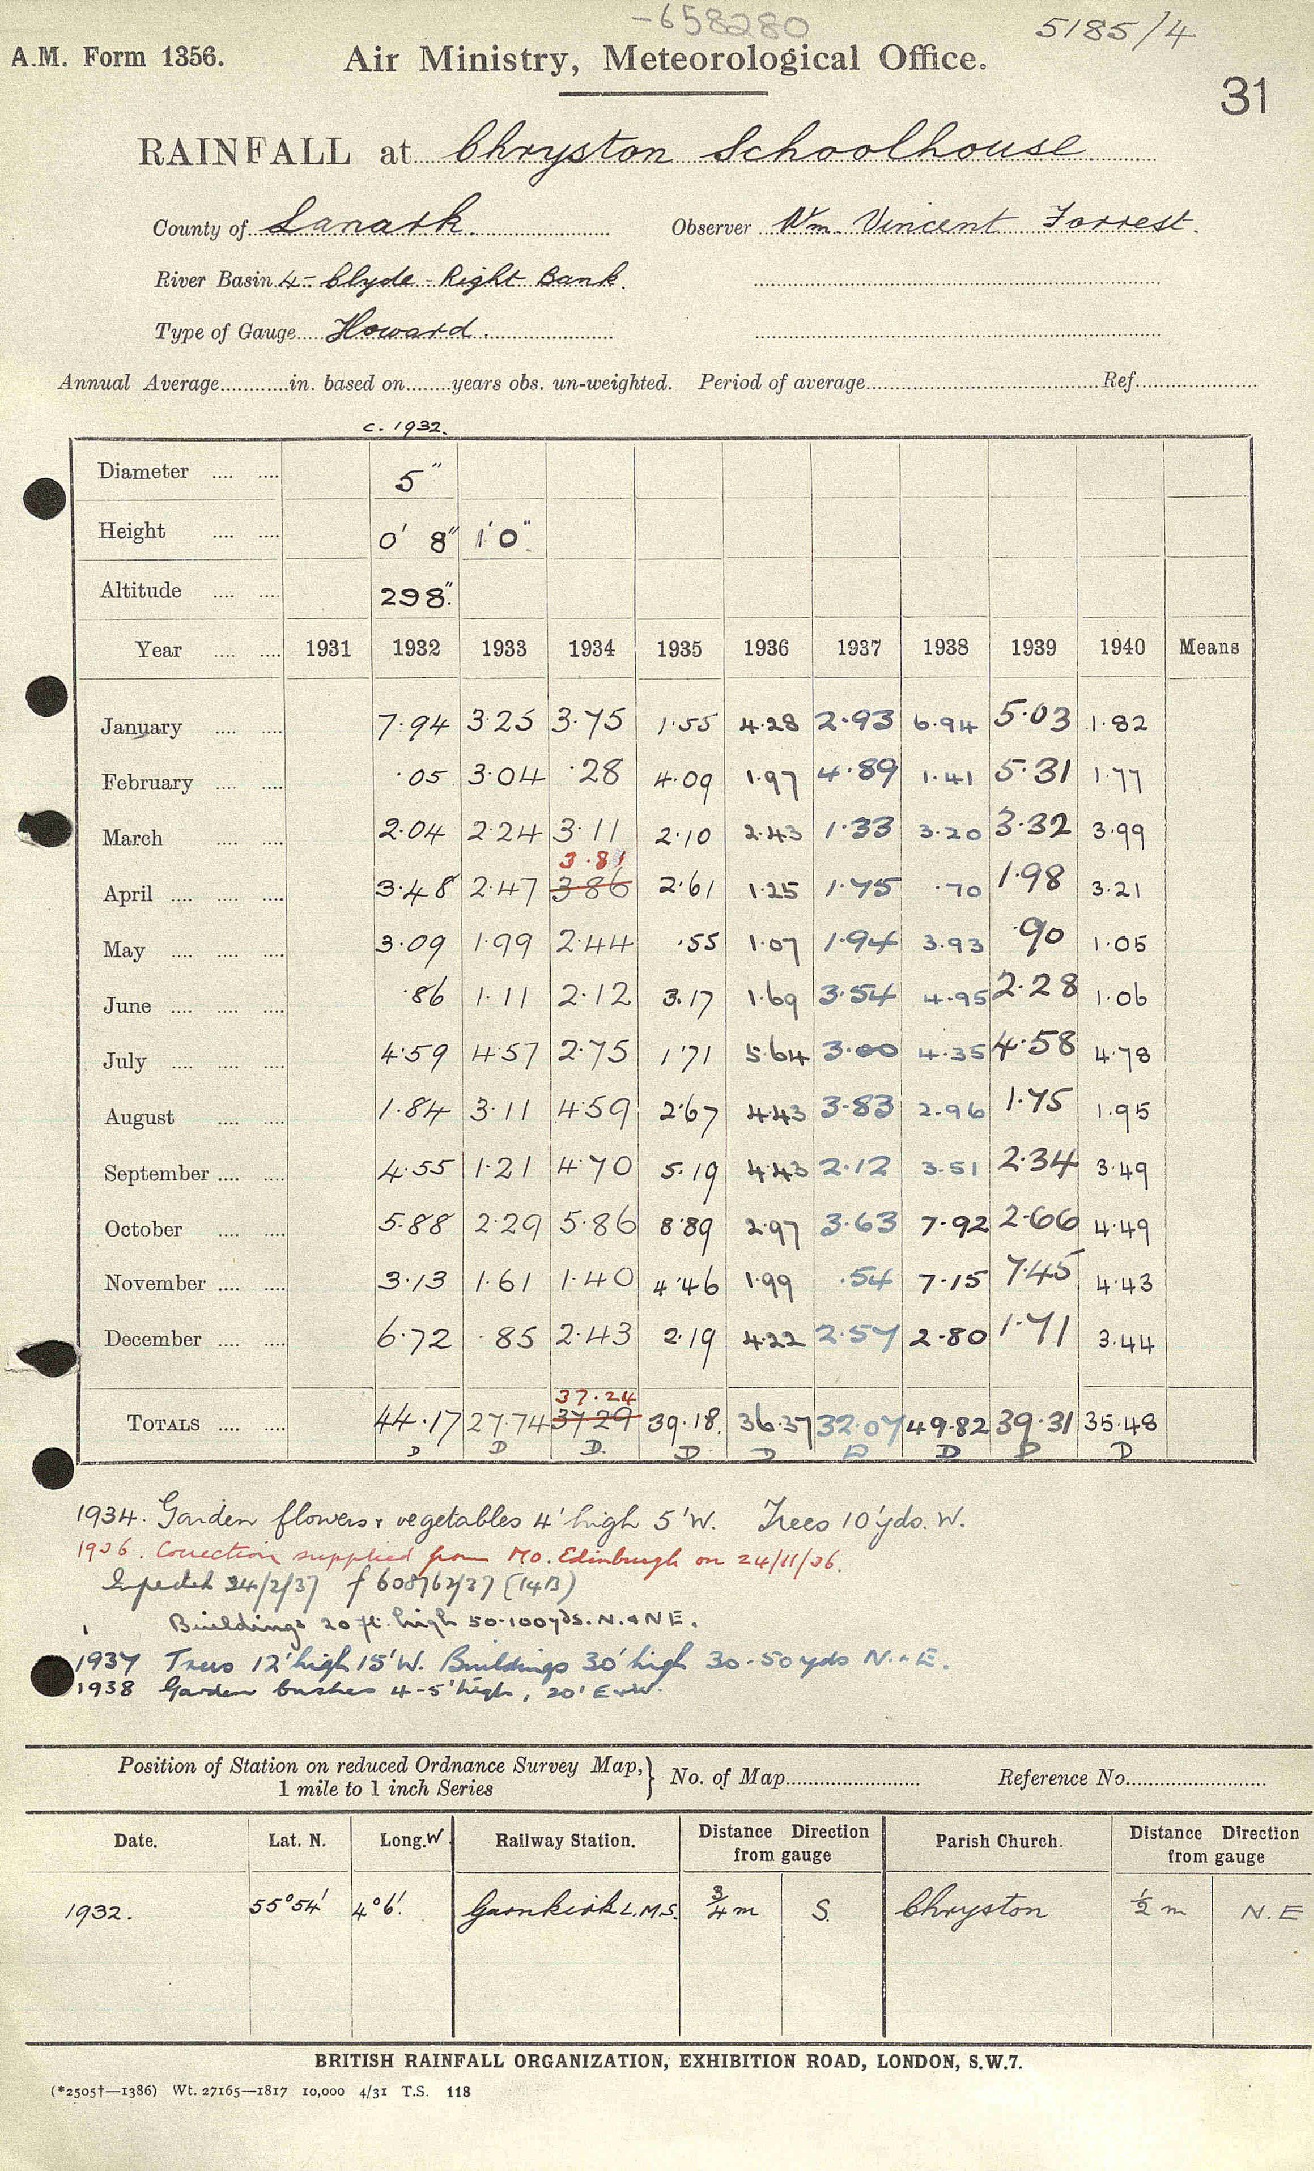 -658280
5185/4
A.M. Form 1356.
Air Ministry, Meteorological Office.
31
RAINFALL at Chryston Schoolhouse
County of Lanark. Observer Wm. Vincent Forrest.
River Basin 4- Clyde - Right Bank.
Type of Gauge Howard.
Annual Average............in. based on........years obs. un-weighted. Period of average............ Ref............
c. 1932.
Diameter 5"
Height 0' 8" 1' 0"
Altitude 298".
Year 1931 1932 1933 1934 1935 1936 1937 1938 1939 1940 Means
January 7.94 3.25 3.75 1.55 4.28 2.93 6.94 5.03 1.82
February .05 3.04 .28 4.09 1.97 4.89 1.41 5.31 1.77
March 2.04 2.24 3.11 2.10 2.43 1.33 3.20 3.32 3.99
3.81
April 3.48 2.47 3.86 2.61 1.25 1.75 .70 1.98 3.21
May 3.09 1.99 2.44 .55 1.07 1.94 3.93 .90 1.05
June .86 1.11 2.12 3.17 1.69 3.54 4.95 2.28 1.06
July 4.59 4.57 2.75 1.71 5.64 3.00 4.35 4.58 4.78
August 1.84 3.11 4.59 2.67 4.43 3.83 2.96 1.75 1.95
September 4.55 1.21 4.70 5.19 4.43 2.12 3.51 2.34 3.49
October 5.88 2.29 5.86 8.89 2.97 3.63 7.92 2.66 4.49
November 3.13 1.61 1.40 4.46 1.99 .54 7.15 7.45 4.43
December 6.72 .85 2.43 2.19 4.22 2.57 2.80 1.71 3.44
37.24
TOTALS 44.17 27.74 37.29 39.18 36.37 32.07 49.82 39.31 35.48
D D D. D D D D D D
1934. Garden flowers & vegetables 4' high 5' W. Trees 10 yds. W.
1936. Correction supplied from Mo. Edinburgh on 24/11/36.
24/2/37 f 608762/37 (14B)
Buildings 20 ft. high 50-100 yds. N. & NE.
1937 Trees 12' high 15' W. Buildings 30' high 30-50 yds N. & E.
1938 Garden bushes 4-5' high, 20' E & W.
Position of Station on reduced Ordnance Survey Map, } No. of Map............ Reference No............
1 mile to 1 inch Series
Date. Lat. N. Long. W. Railway Station. Distance Direction from gauge Parish Church. Distance Direction from gauge
1932. 55°54' 4°6'. Garnkirk L.M.S. 3/4 m S. Chryston 1/2 m N.E
BRITISH RAINFALL ORGANIZATION, EXHIBITION ROAD, LONDON, S.W.7.
(*2505†—1386) Wt. 27165—1817 10,000 4/31 T.S. 118